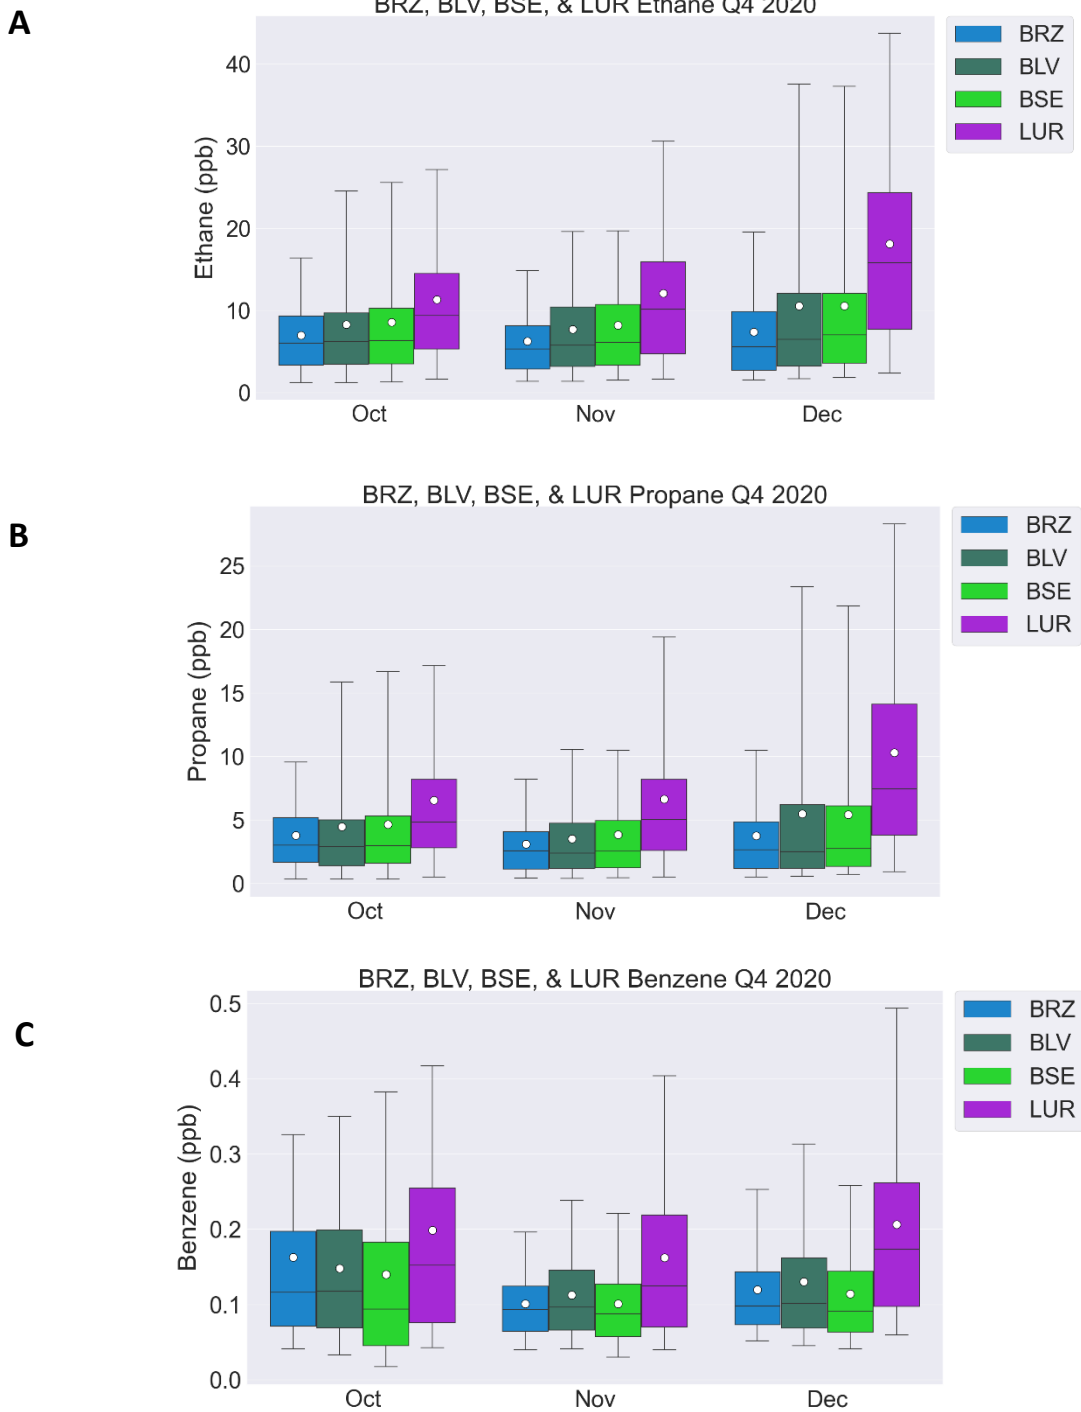 A
BRZ, BLV, BSE, & LUR Ethane Q4 2020
BRZ
BLV
BSE
LUR
Ethane (ppb)
40
30
20
10
0
Oct Nov Dec
B
BRZ, BLV, BSE, & LUR Propane Q4 2020
BRZ
BLV
BSE
LUR
Propane (ppb)
25
20
15
10
5
0
Oct Nov Dec
C
BRZ, BLV, BSE, & LUR Benzene Q4 2020
BRZ
BLV
BSE
LUR
Benzene (ppb)
0.5
0.4
0.3
0.2
0.1
0.0
Oct Nov Dec